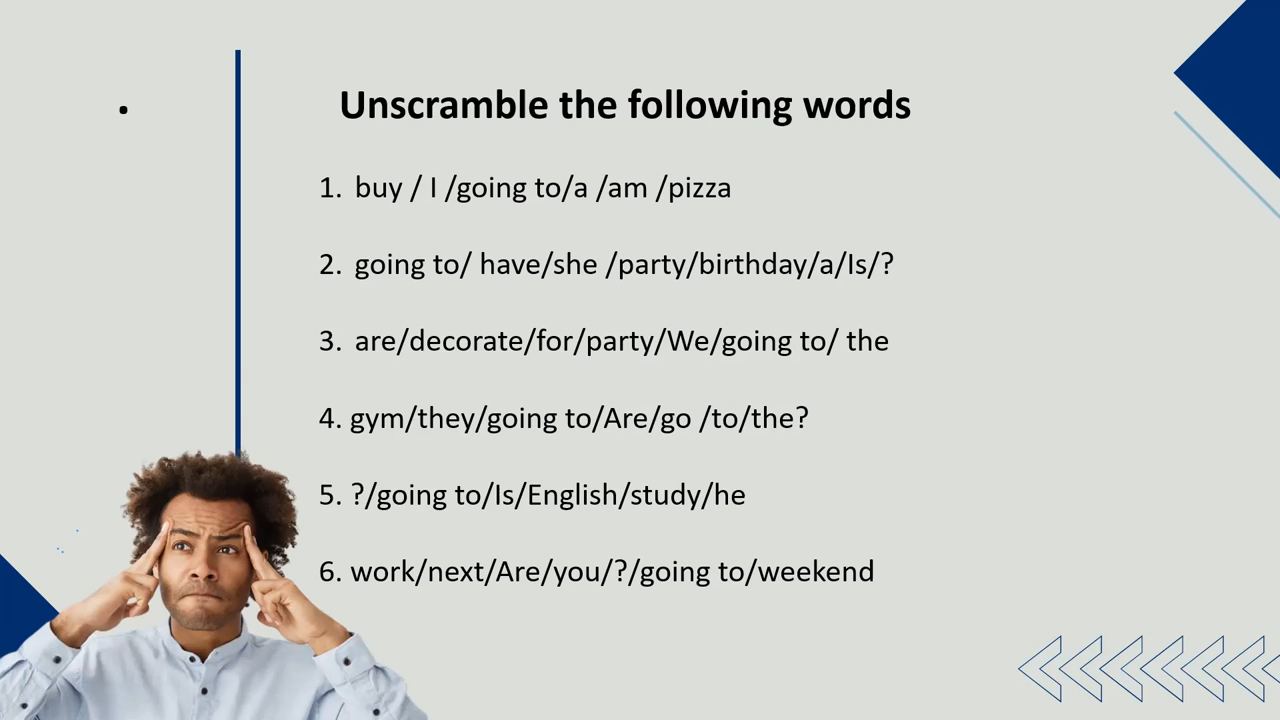 Unscramble the following words
1. buy / I /going to/a /am /pizza
2. going to/ have/she /party/birthday/a/Is/?
3. are/decorate/for/party/We/going to/ the
4. gym/they/going to/Are/go /to/the?
5. ?/going to/Is/English/study/he
6. work/next/Are/you/?/going to/weekend